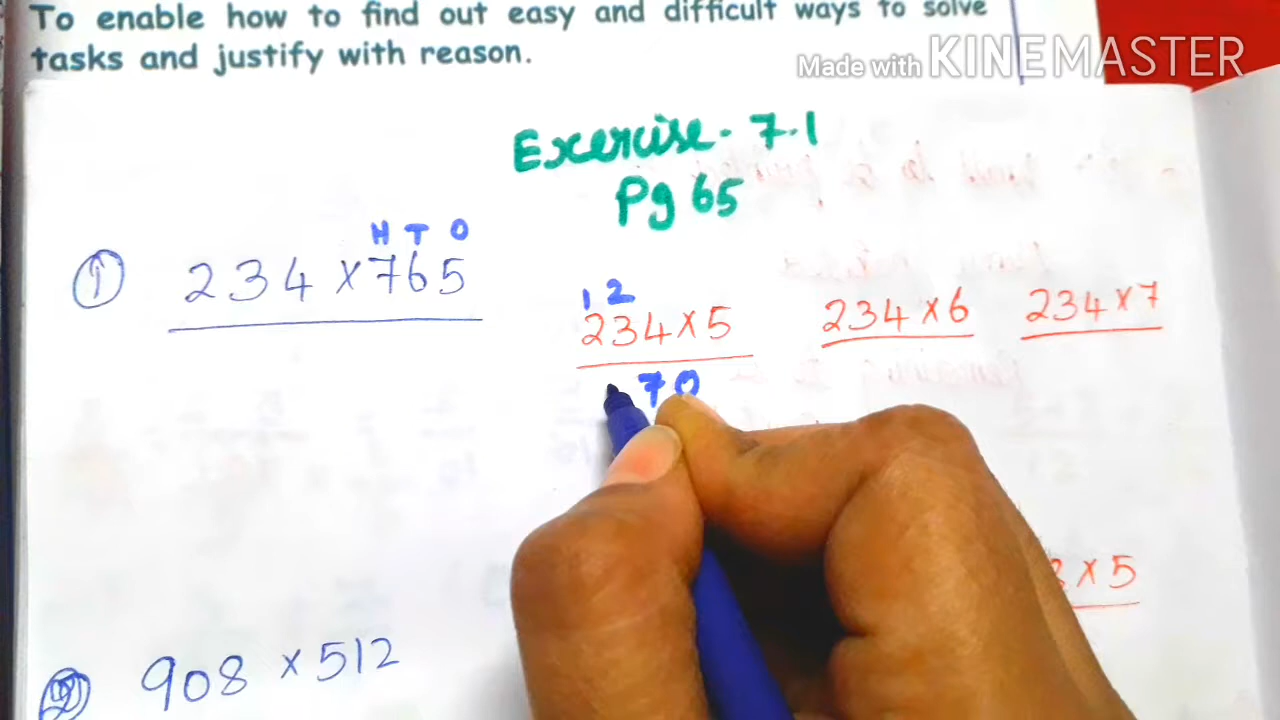 To enable how to find out easy and difficult ways to solve
tasks and justify with reason.
Made with KINEMASTER
Exercise - 7.1
Pg 65
H T O
① 234 × 765
1 2
234 × 5
70
234 × 6
234 × 7
× 5
908 × 512